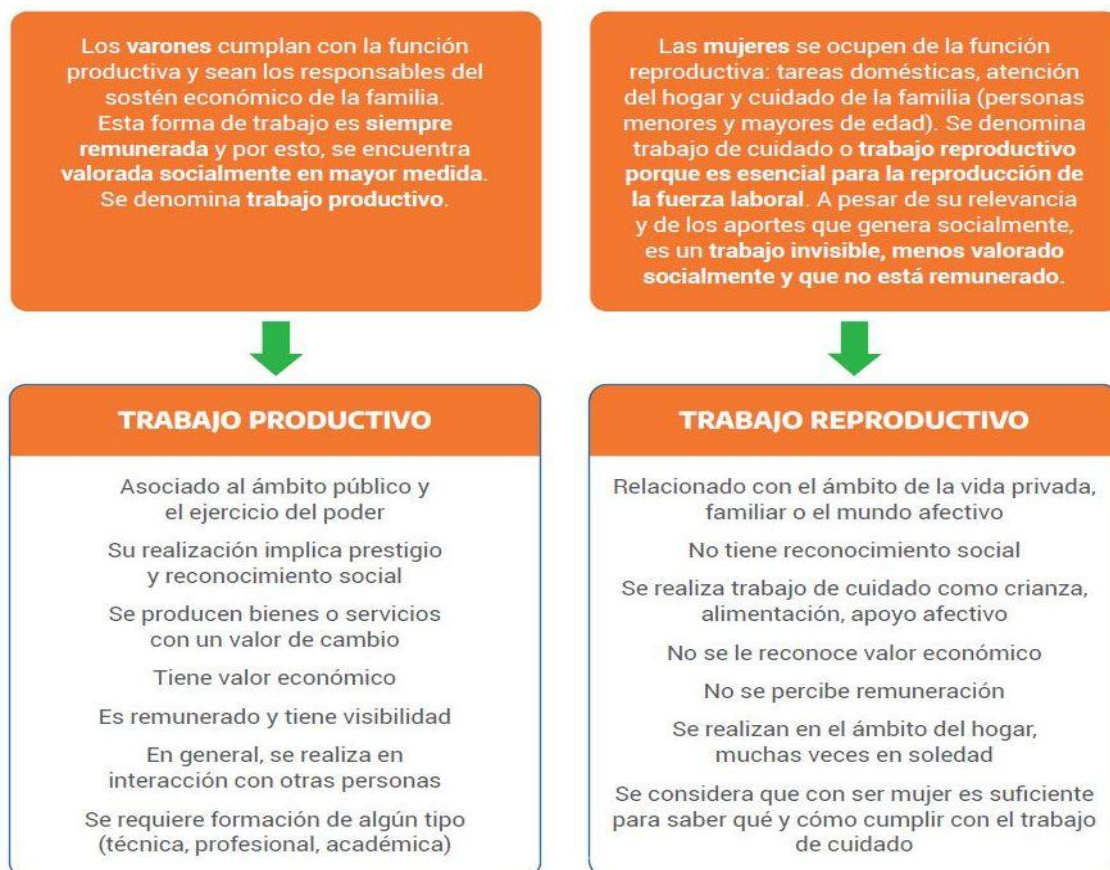 Los varones cumplan con la función
productiva y sean los responsables del
sostén económico de la familia.
Esta forma de trabajo es siempre
remunerada y por esto, se encuentra
valorada socialmente en mayor medida.
Se denomina trabajo productivo.
Las mujeres se ocupen de la función
reproductiva: tareas domésticas, atención
del hogar y cuidado de la familia (personas
menores y mayores de edad). Se denomina
trabajo de cuidado o trabajo reproductivo
porque es esencial para la reproducción de
la fuerza laboral. A pesar de su relevancia
y de los aportes que genera socialmente,
es un trabajo invisible, menos valorado
socialmente y que no está remunerado.
TRABAJO PRODUCTIVO
Asociado al ámbito público y
el ejercicio del poder
Su realización implica prestigio
y reconocimiento social
Se producen bienes o servicios
con un valor de cambio
Tiene valor económico
Es remunerado y tiene visibilidad
En general, se realiza en
interacción con otras personas
Se requiere formación de algún tipo
(técnica, profesional, académica)
TRABAJO REPRODUCTIVO
Relacionado con el ámbito de la vida privada,
familiar o el mundo afectivo
No tiene reconocimiento social
Se realiza trabajo de cuidado como crianza,
alimentación, apoyo afectivo
No se le reconoce valor económico
No se percibe remuneración
Se realizan en el ámbito del hogar,
muchas veces en soledad
Se considera que con ser mujer es suficiente
para saber qué y cómo cumplir con el trabajo
de cuidado